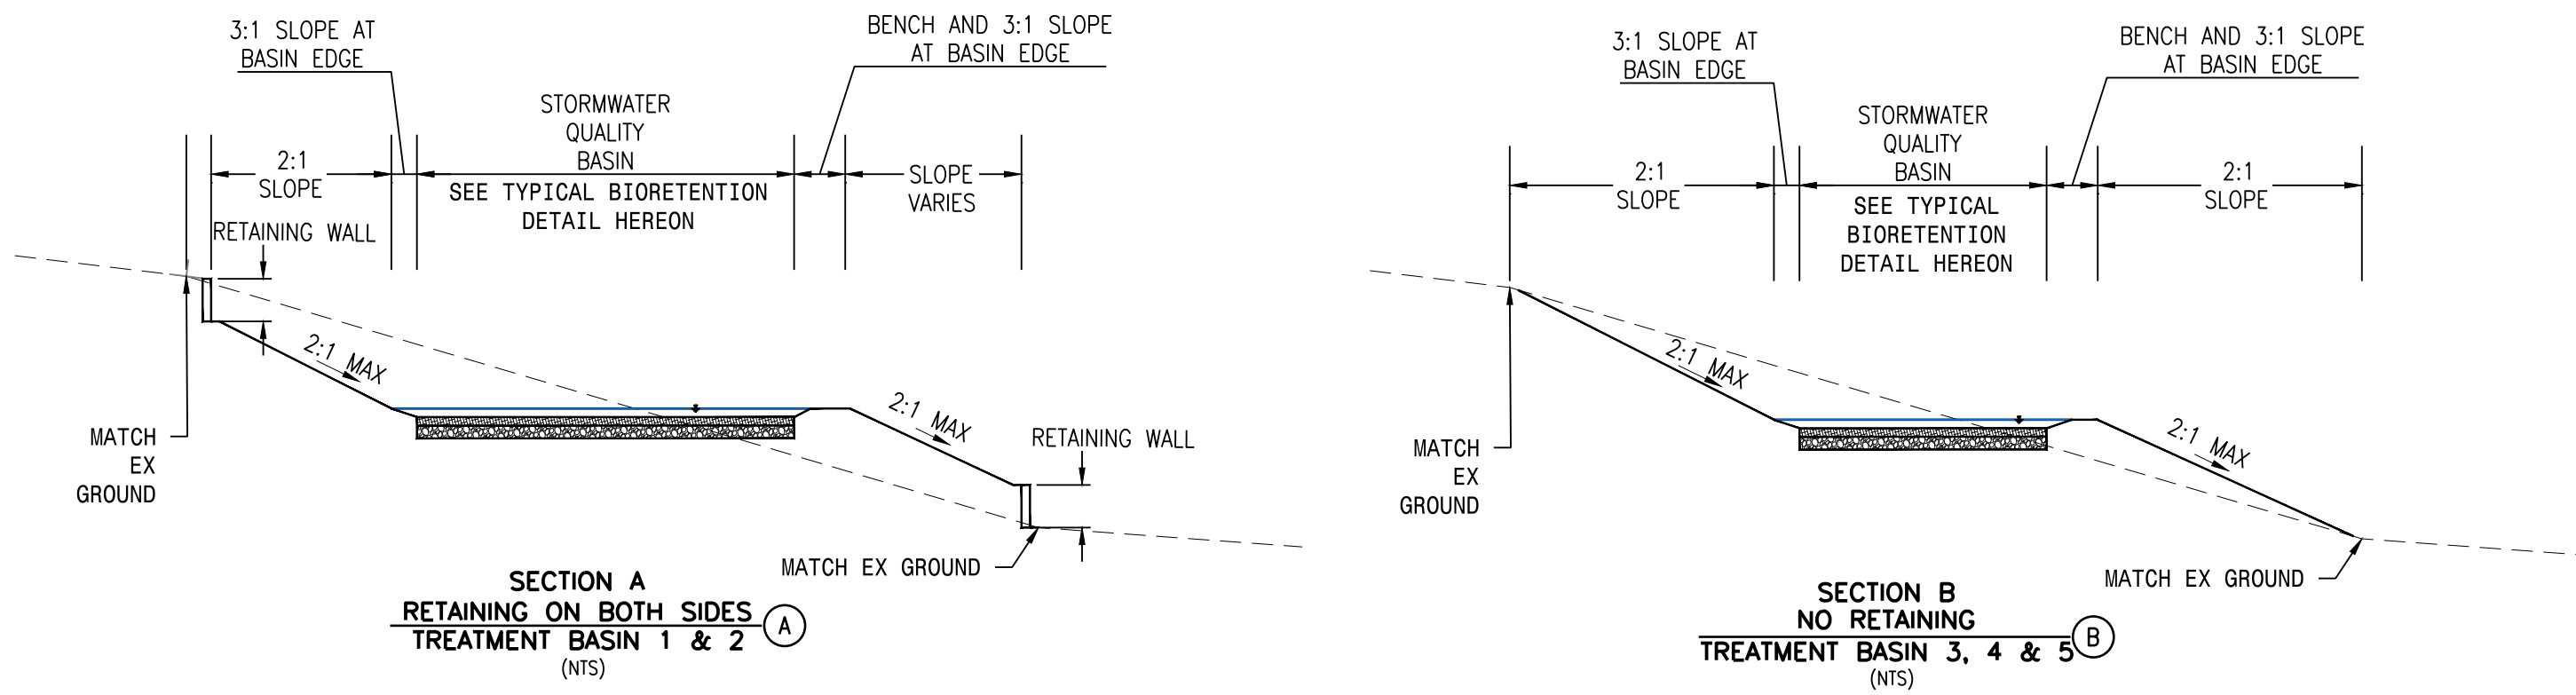 3:1 SLOPE AT
BASIN EDGE
BENCH AND 3:1 SLOPE
AT BASIN EDGE
STORMWATER
QUALITY
BASIN
2:1
SLOPE
SEE TYPICAL BIORETENTION
DETAIL HEREON
SLOPE
VARIES
RETAINING WALL
2:1 MAX
2:1 MAX
MATCH
EX
GROUND
RETAINING WALL
MATCH EX GROUND
SECTION A
RETAINING ON BOTH SIDES
TREATMENT BASIN 1 & 2
(NTS)
A
3:1 SLOPE AT
BASIN EDGE
BENCH AND 3:1 SLOPE
AT BASIN EDGE
STORMWATER
QUALITY
BASIN
2:1
SLOPE
SEE TYPICAL
BIORETENTION
DETAIL HEREON
2:1
SLOPE
2:1 MAX
2:1 MAX
MATCH
EX
GROUND
MATCH EX GROUND
SECTION B
NO RETAINING
TREATMENT BASIN 3, 4 & 5
(NTS)
B